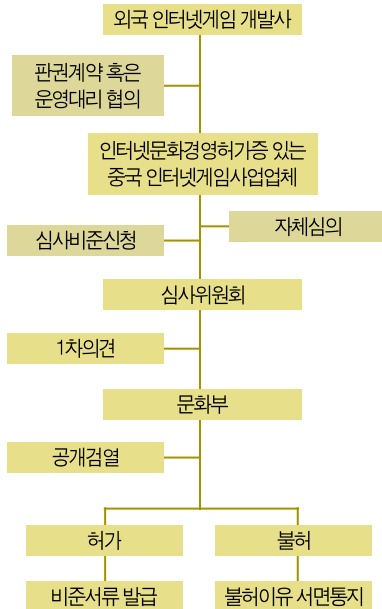 외국 인터넷게임 개발사
판권계약 혹은
운영대리 협의
인터넷문화경영허가증 있는
중국 인터넷게임사업업체
자체심의
심사비준신청
심사위원회
1차의견
문화부
공개검열
허가
불허
비준서류 발급
불허이유 서면통지